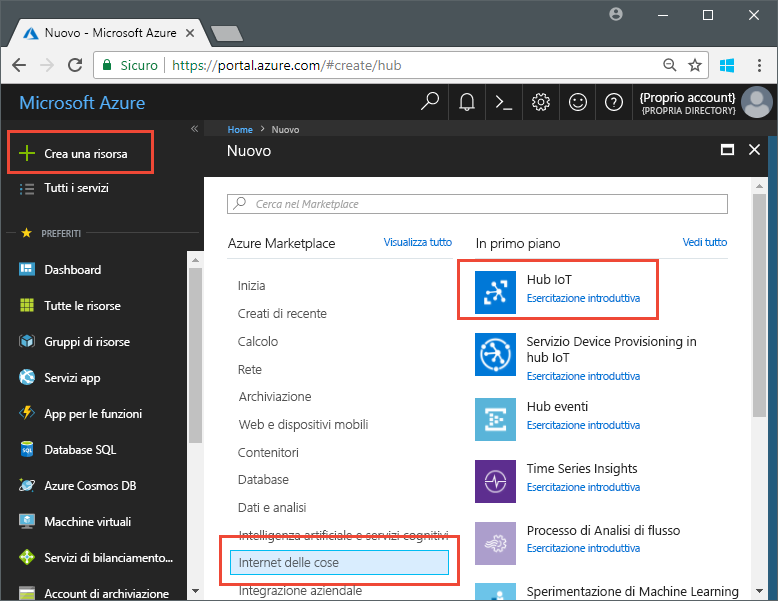 Nuovo - Microsoft Azure
Sicuro
https://portal.azure.com/#create/hub
Microsoft Azure
{Proprio account}
{PROPRIA DIRECTORY}
Crea una risorsa
Tutti i servizi
PREFERITI
Dashboard
Tutte le risorse
Gruppi di risorse
Servizi app
App per le funzioni
Database SQL
Azure Cosmos DB
Macchine virtuali
Servizi di bilanciamento...
Account di archiviazione
Home > Nuovo
Nuovo
Cerca nel Marketplace
Azure Marketplace
Visualizza tutto
Inizia
Creati di recente
Calcolo
Rete
Archiviazione
Web e dispositivi mobili
Contenitori
Database
Dati e analisi
Intelligenza artificiale e servizi cognitivi
Internet delle cose
Integrazione aziendale
In primo piano
Vedi tutto
Hub IoT
Esercitazione introduttiva
Servizio Device Provisioning in
hub IoT
Esercitazione introduttiva
Hub eventi
Esercitazione introduttiva
Time Series Insights
Esercitazione introduttiva
Processo di Analisi di flusso
Esercitazione introduttiva
Sperimentazione di Machine Learning